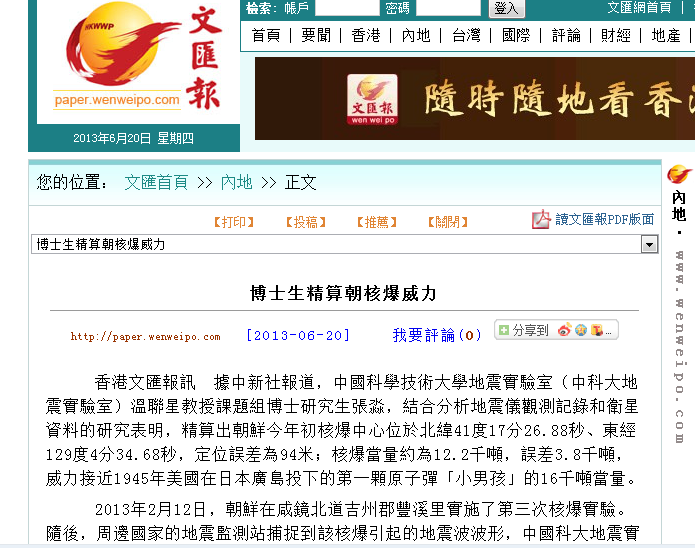 HKWWP
文匯報
paper.wenweipo.com
2013年6月20日 星期四
檢索: 帳戶 密碼 登入 文匯網首頁 |
首頁 | 要聞 | 香港 | 內地 | 台灣 | 國際 | 評論 | 財經 | 地產 |
文匯報
wen wei po
隨時隨地看香港
您的位置： 文匯首頁 >> 內地 >> 正文
【打印】 【投稿】 【推薦】 【關閉】 讀文匯報PDF版面
博士生精算朝核爆威力
博士生精算朝核爆威力
http://paper.wenweipo.com [2013-06-20] 我要評論(0) 分享到 ...
香港文匯報訊 據中新社報道，中國科學技術大學地震實驗室（中科大地
震實驗室）溫聯星教授課題組博士研究生張淼，結合分析地震儀觀測記錄和衛星
資料的研究表明，精算出朝鮮今年初核爆中心位於北緯41度17分26.88秒、東經
129度4分34.68秒，定位誤差為94米；核爆當量約為12.2千噸，誤差3.8千噸，
威力接近1945年美國在日本廣島投下的第一顆原子彈「小男孩」的16千噸當量。
2013年2月12日，朝鮮在咸鏡北道吉州郡豐溪里實施了第三次核爆實驗。
隨後，周邊國家的地震監測站捕捉到該核爆引起的地震波波形，中國科大地震實
內地·
www.wenweipo.com